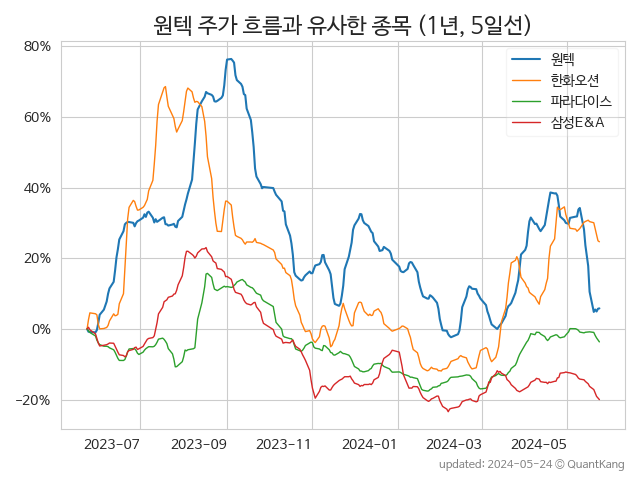 원텍 주가 흐름과 유사한 종목 (1년, 5일선)
80%
60%
40%
20%
0%
−20%
원텍
한화오션
파라다이스
삼성E&A
2023-07
2023-09
2023-11
2024-01
2024-03
2024-05
updated: 2024-05-24 © QuantKang